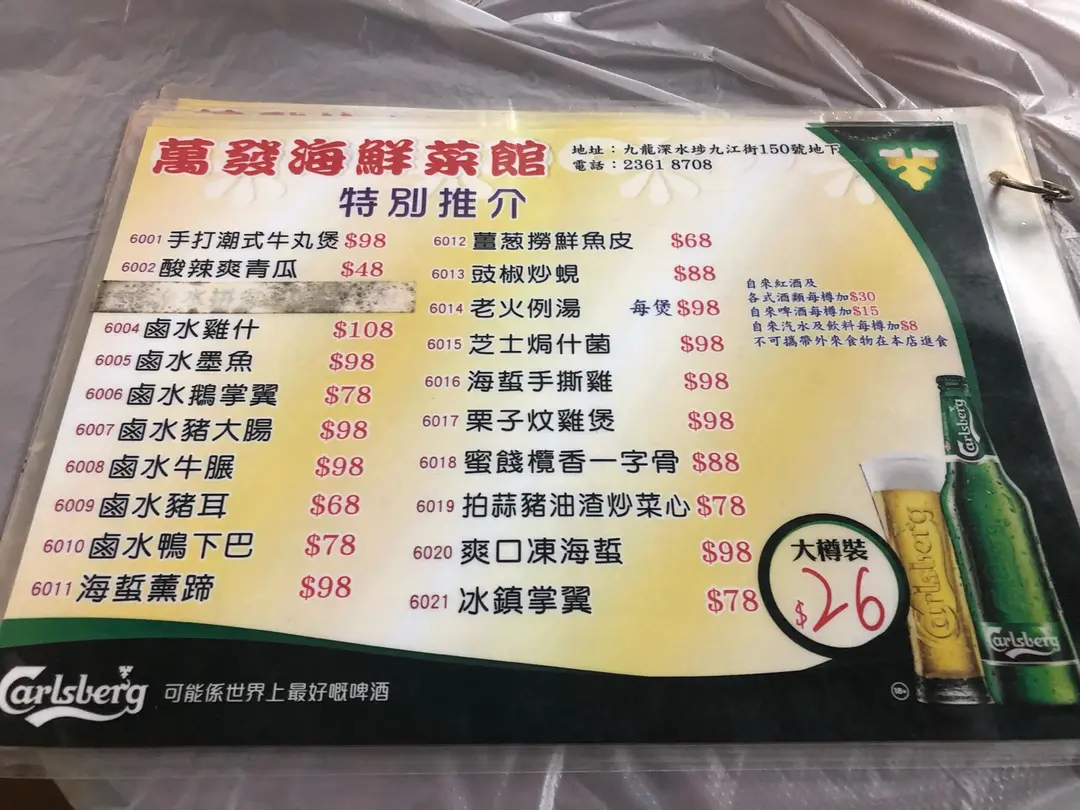 萬發海鮮菜館
地址：九龍深水埗九江街150號地下
電話：2361 8708
特別推介
6001 手打潮式牛丸煲 $98
6002 酸辣爽青瓜 $48
6004 鹵水雞什 $108
6005 鹵水墨魚 $98
6006 鹵水鵝掌翼 $78
6007 鹵水豬大腸 $98
6008 鹵水牛𦟌 $98
6009 鹵水豬耳 $68
6010 鹵水鴨下巴 $78
6011 海蜇薰蹄 $98
6012 薑葱撈鮮魚皮 $68
6013 豉椒炒蜆 $88
6014 老火例湯 每煲 $98
6015 芝士焗什菌 $98
6016 海蜇手撕雞 $98
6017 栗子炆雞煲 $98
6018 蜜餞欖香一字骨 $88
6019 拍蒜豬油渣炒菜心 $78
6020 爽口凍海蜇 $98
6021 冰鎮掌翼 $78
自來紅酒及
各式酒類每樽加$30
自來啤酒每樽加$15
自來汽水及飲料每樽加$8
不可攜帶外來食物在本店進食
Carlsberg
Carlsberg
Carlsberg
大樽裝
$26
Carlsberg 可能係世界上最好嘅啤酒
18+